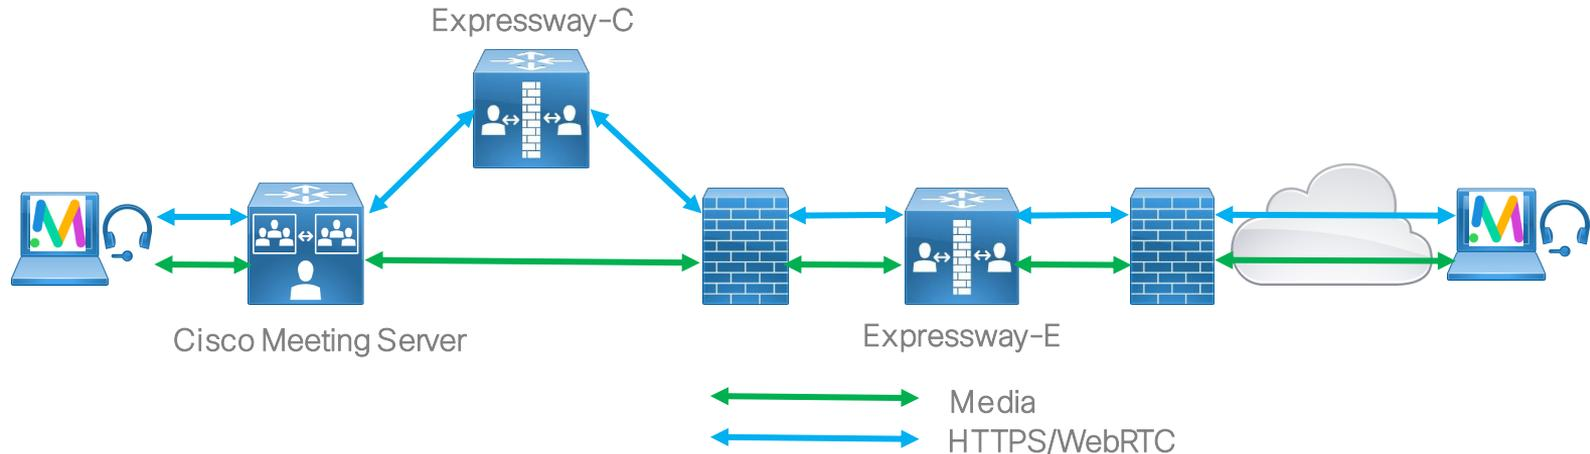 Expressway-C
Cisco Meeting Server
Expressway-E
Media
HTTPS/WebRTC